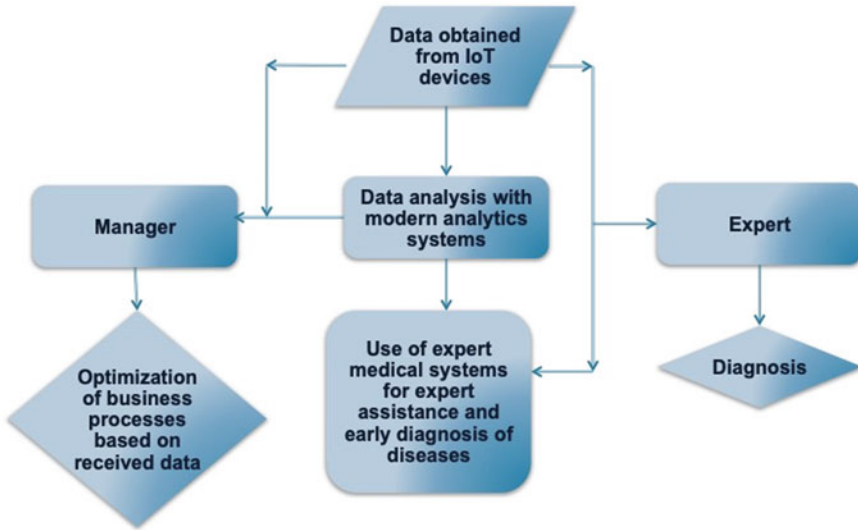 Data obtained
from IoT
devices
Manager
Data analysis with
modern analytics
systems
Expert
Optimization
of business
processes
based on
received data
Use of expert
medical systems
for expert
assistance and
early diagnosis of
diseases
Diagnosis